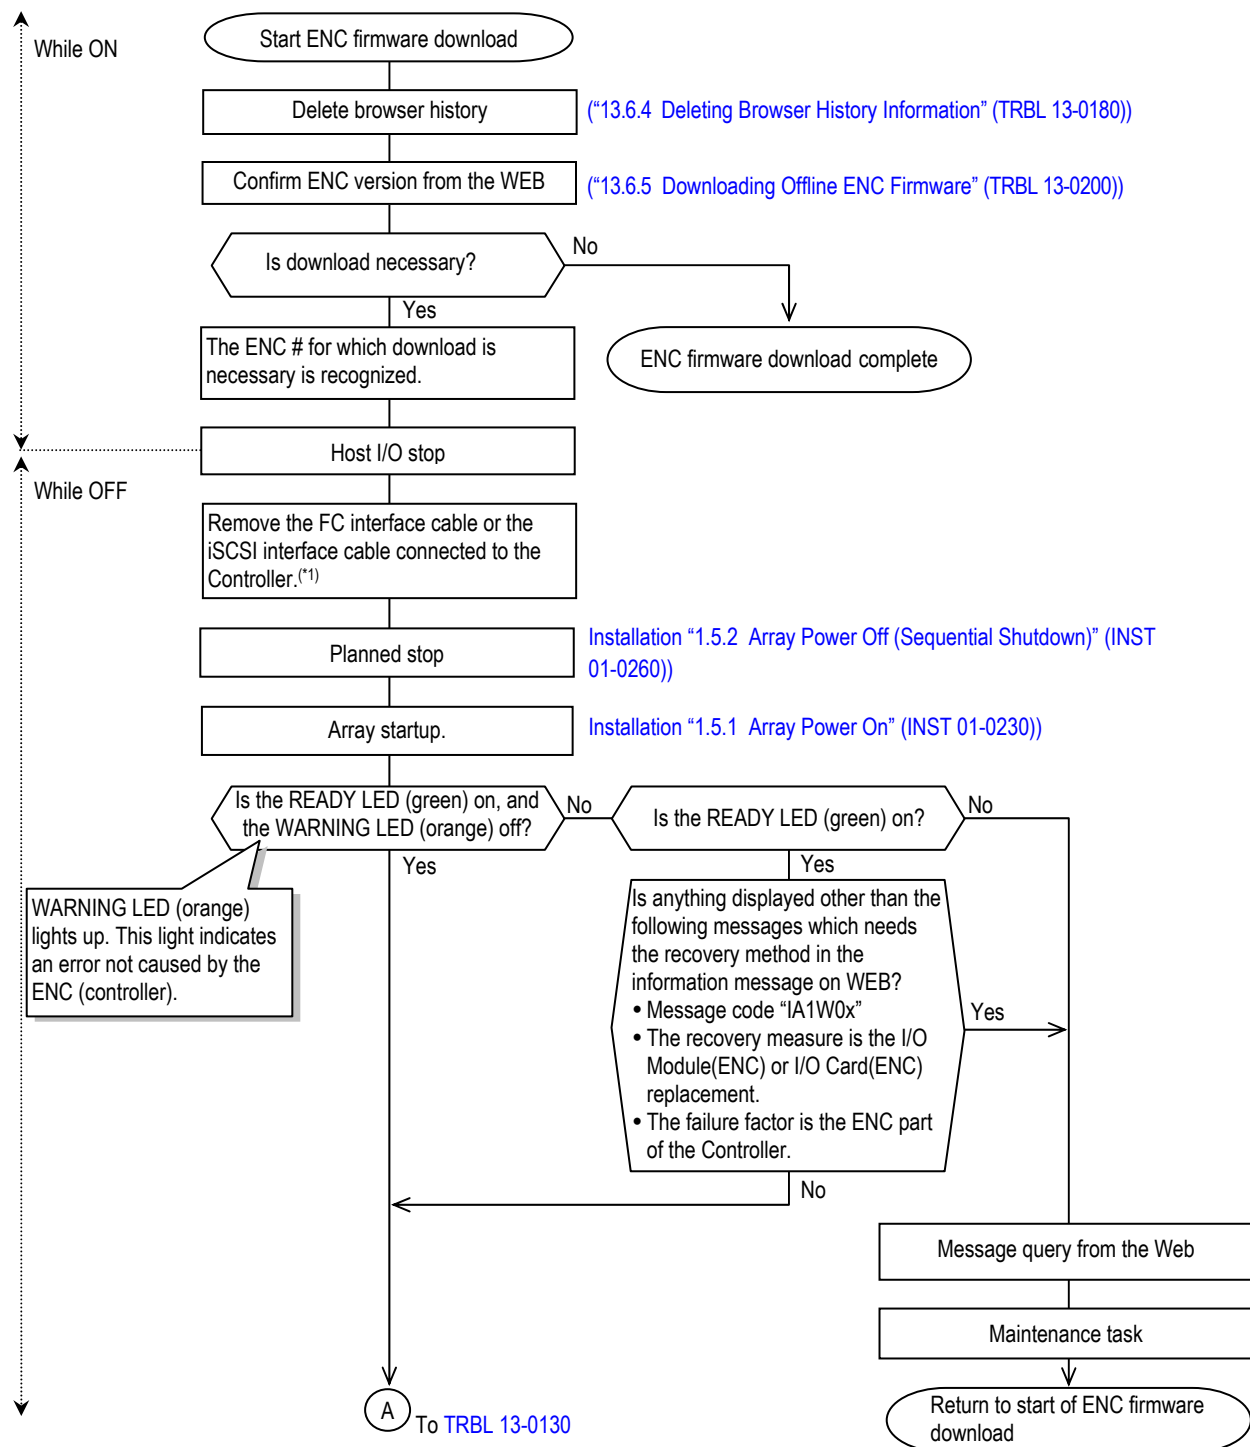 While ON
Start ENC firmware download
Delete browser history
(“13.6.4 Deleting Browser History Information” (TRBL 13-0180))
Confirm ENC version from the WEB
(“13.6.5 Downloading Offline ENC Firmware” (TRBL 13-0200))
Is download necessary?
No
Yes
The ENC # for which download is
necessary is recognized.
ENC firmware download complete
Host I/O stop
While OFF
Remove the FC interface cable or the
iSCSI interface cable connected to the
Controller.(*1)
Planned stop
Installation “1.5.2 Array Power Off (Sequential Shutdown)” (INST
01-0260))
Array startup.
Installation “1.5.1 Array Power On” (INST 01-0230))
Is the READY LED (green) on, and
the WARNING LED (orange) off?
No
Is the READY LED (green) on?
No
Yes
Yes
WARNING LED (orange)
lights up. This light indicates
an error not caused by the
ENC (controller).
Is anything displayed other than the
following messages which needs
the recovery method in the
information message on WEB?
• Message code “IA1W0x”
• The recovery measure is the I/O
Module(ENC) or I/O Card(ENC)
replacement.
• The failure factor is the ENC part
of the Controller.
Yes
No
Message query from the Web
Maintenance task
Return to start of ENC firmware
download
A
To TRBL 13-0130